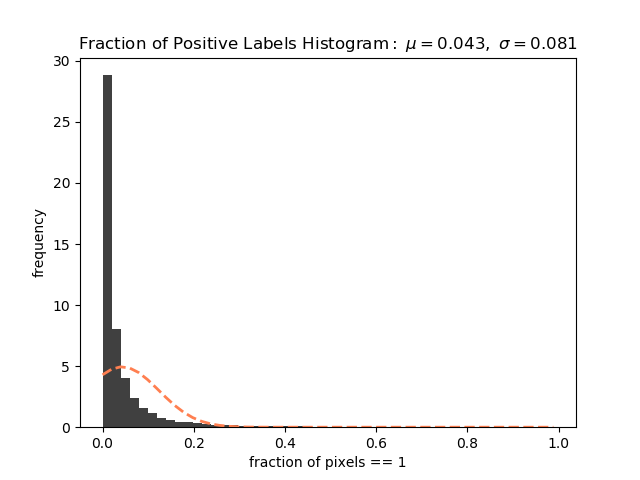 Fraction of Positive Labels Histogram: μ = 0.043, σ = 0.081
30
25
20
15
10
5
0
frequency
0.0 0.2 0.4 0.6 0.8 1.0
fraction of pixels == 1